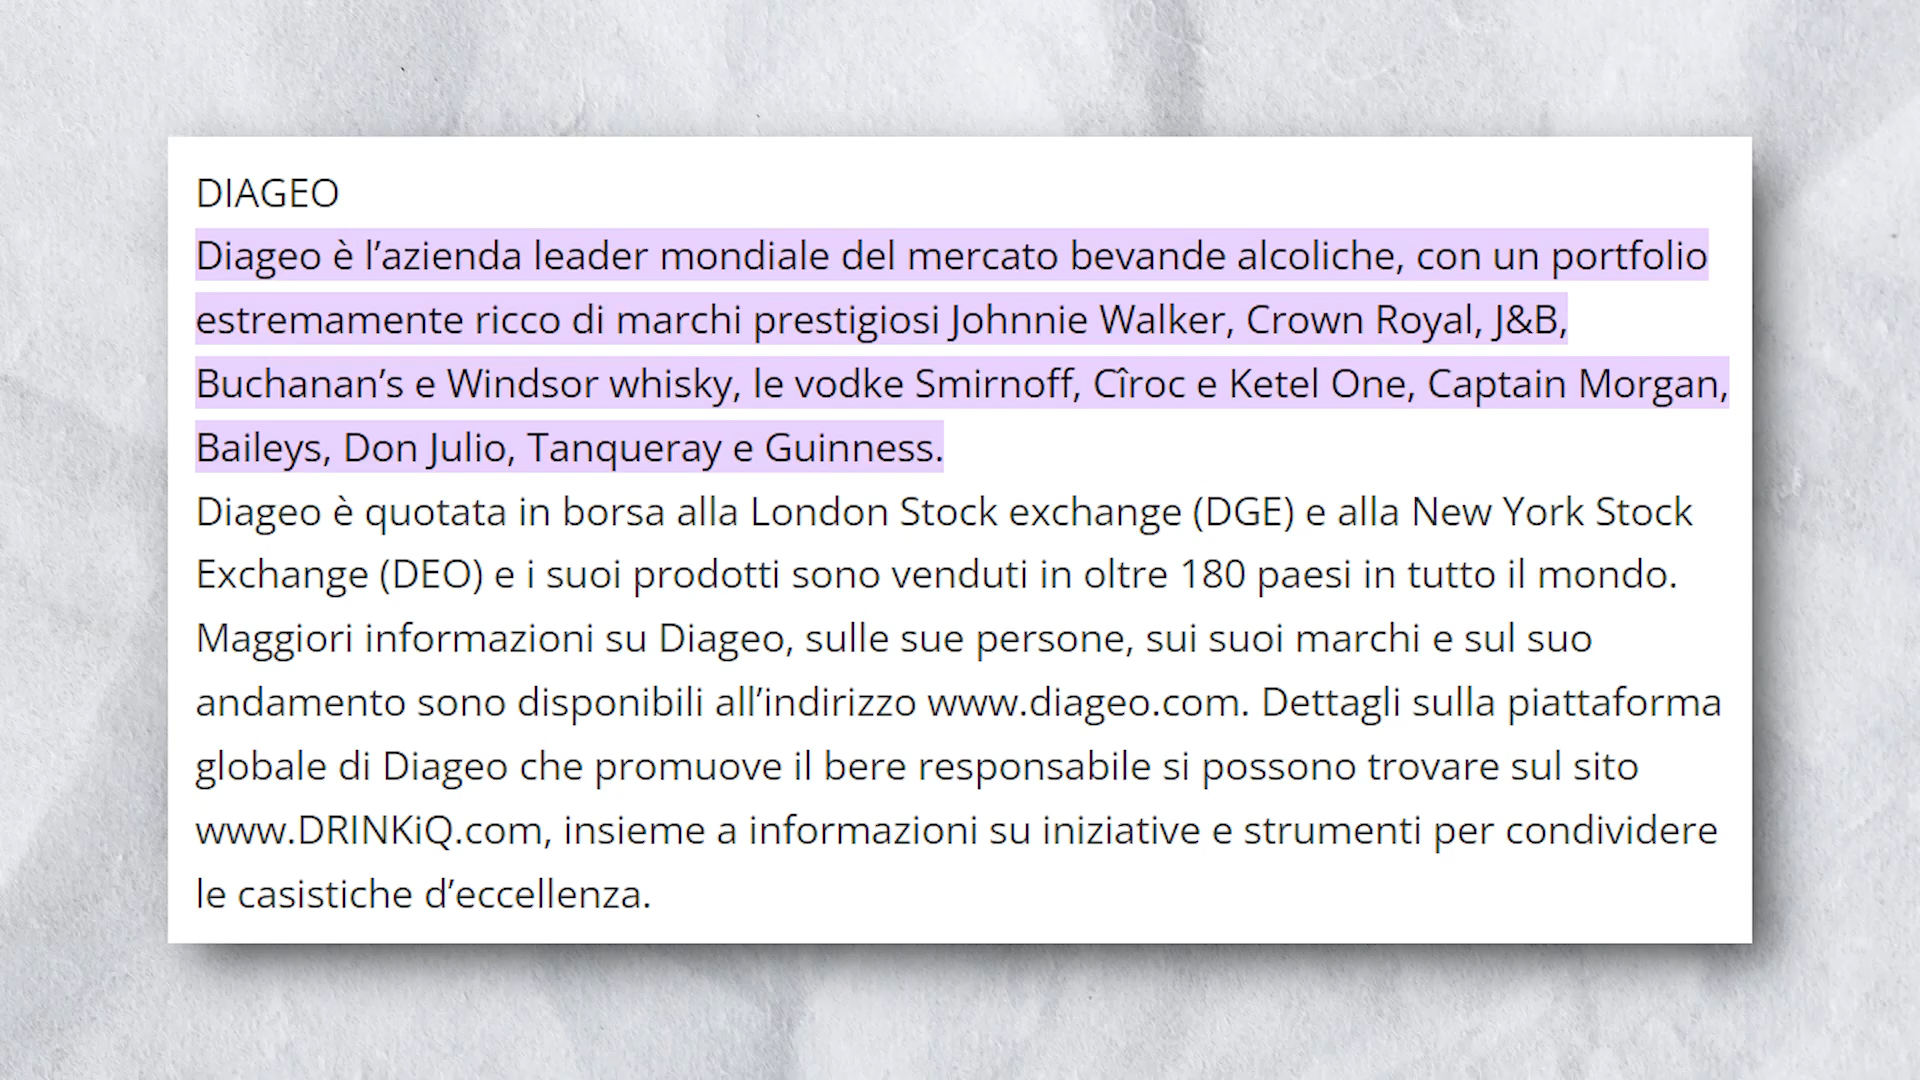 DIAGEO
Diageo è l’azienda leader mondiale del mercato bevande alcoliche, con un portfolio
estremamente ricco di marchi prestigiosi Johnnie Walker, Crown Royal, J&B,
Buchanan’s e Windsor whisky, le vodke Smirnoff, Cîroc e Ketel One, Captain Morgan,
Baileys, Don Julio, Tanqueray e Guinness.
Diageo è quotata in borsa alla London Stock exchange (DGE) e alla New York Stock
Exchange (DEO) e i suoi prodotti sono venduti in oltre 180 paesi in tutto il mondo.
Maggiori informazioni su Diageo, sulle sue persone, sui suoi marchi e sul suo
andamento sono disponibili all’indirizzo www.diageo.com. Dettagli sulla piattaforma
globale di Diageo che promuove il bere responsabile si possono trovare sul sito
www.DRINKiQ.com, insieme a informazioni su iniziative e strumenti per condividere
le casistiche d’eccellenza.